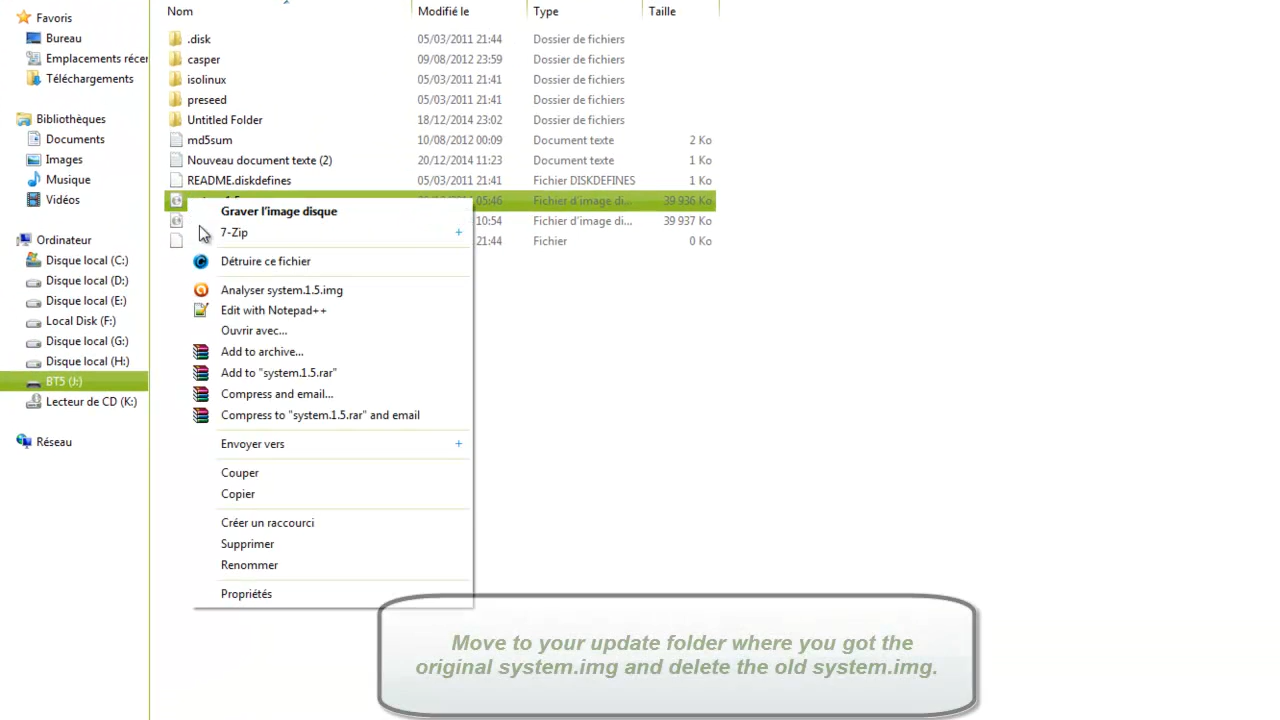 Favoris
Bureau
Emplacements récer
Téléchargements
Bibliothèques
Documents
Images
Musique
Vidéos
Ordinateur
Disque local (C:)
Disque local (D:)
Disque local (E:)
Local Disk (F:)
Disque local (G:)
Disque local (H:)
BT5 (J:)
Lecteur de CD (K:)
Réseau
Nom Modifié le Type Taille
.disk 05/03/2011 21:44 Dossier de fichiers
casper 09/08/2012 23:59 Dossier de fichiers
isolinux 05/03/2011 21:41 Dossier de fichiers
preseed 05/03/2011 21:41 Dossier de fichiers
Untitled Folder 18/12/2014 23:02 Dossier de fichiers
md5sum 10/08/2012 00:09 Document texte 2 Ko
Nouveau document texte (2) 20/12/2014 11:23 Document texte 1 Ko
README.diskdefines 05/03/2011 21:41 Fichier DISKDEFINES 1 Ko
05:46 Fichier d'image di... 39 936 Ko
10:54 Fichier d'image di... 39 937 Ko
21:44 Fichier 0 Ko
Graver l'image disque
7-Zip +
Détruire ce fichier
Analyser system.1.5.img
Edit with Notepad++
Ouvrir avec...
Add to archive...
Add to "system.1.5.rar"
Compress and email...
Compress to "system.1.5.rar" and email
Envoyer vers +
Couper
Copier
Créer un raccourci
Supprimer
Renommer
Propriétés
Move to your update folder where you got the
original system.img and delete the old system.img.